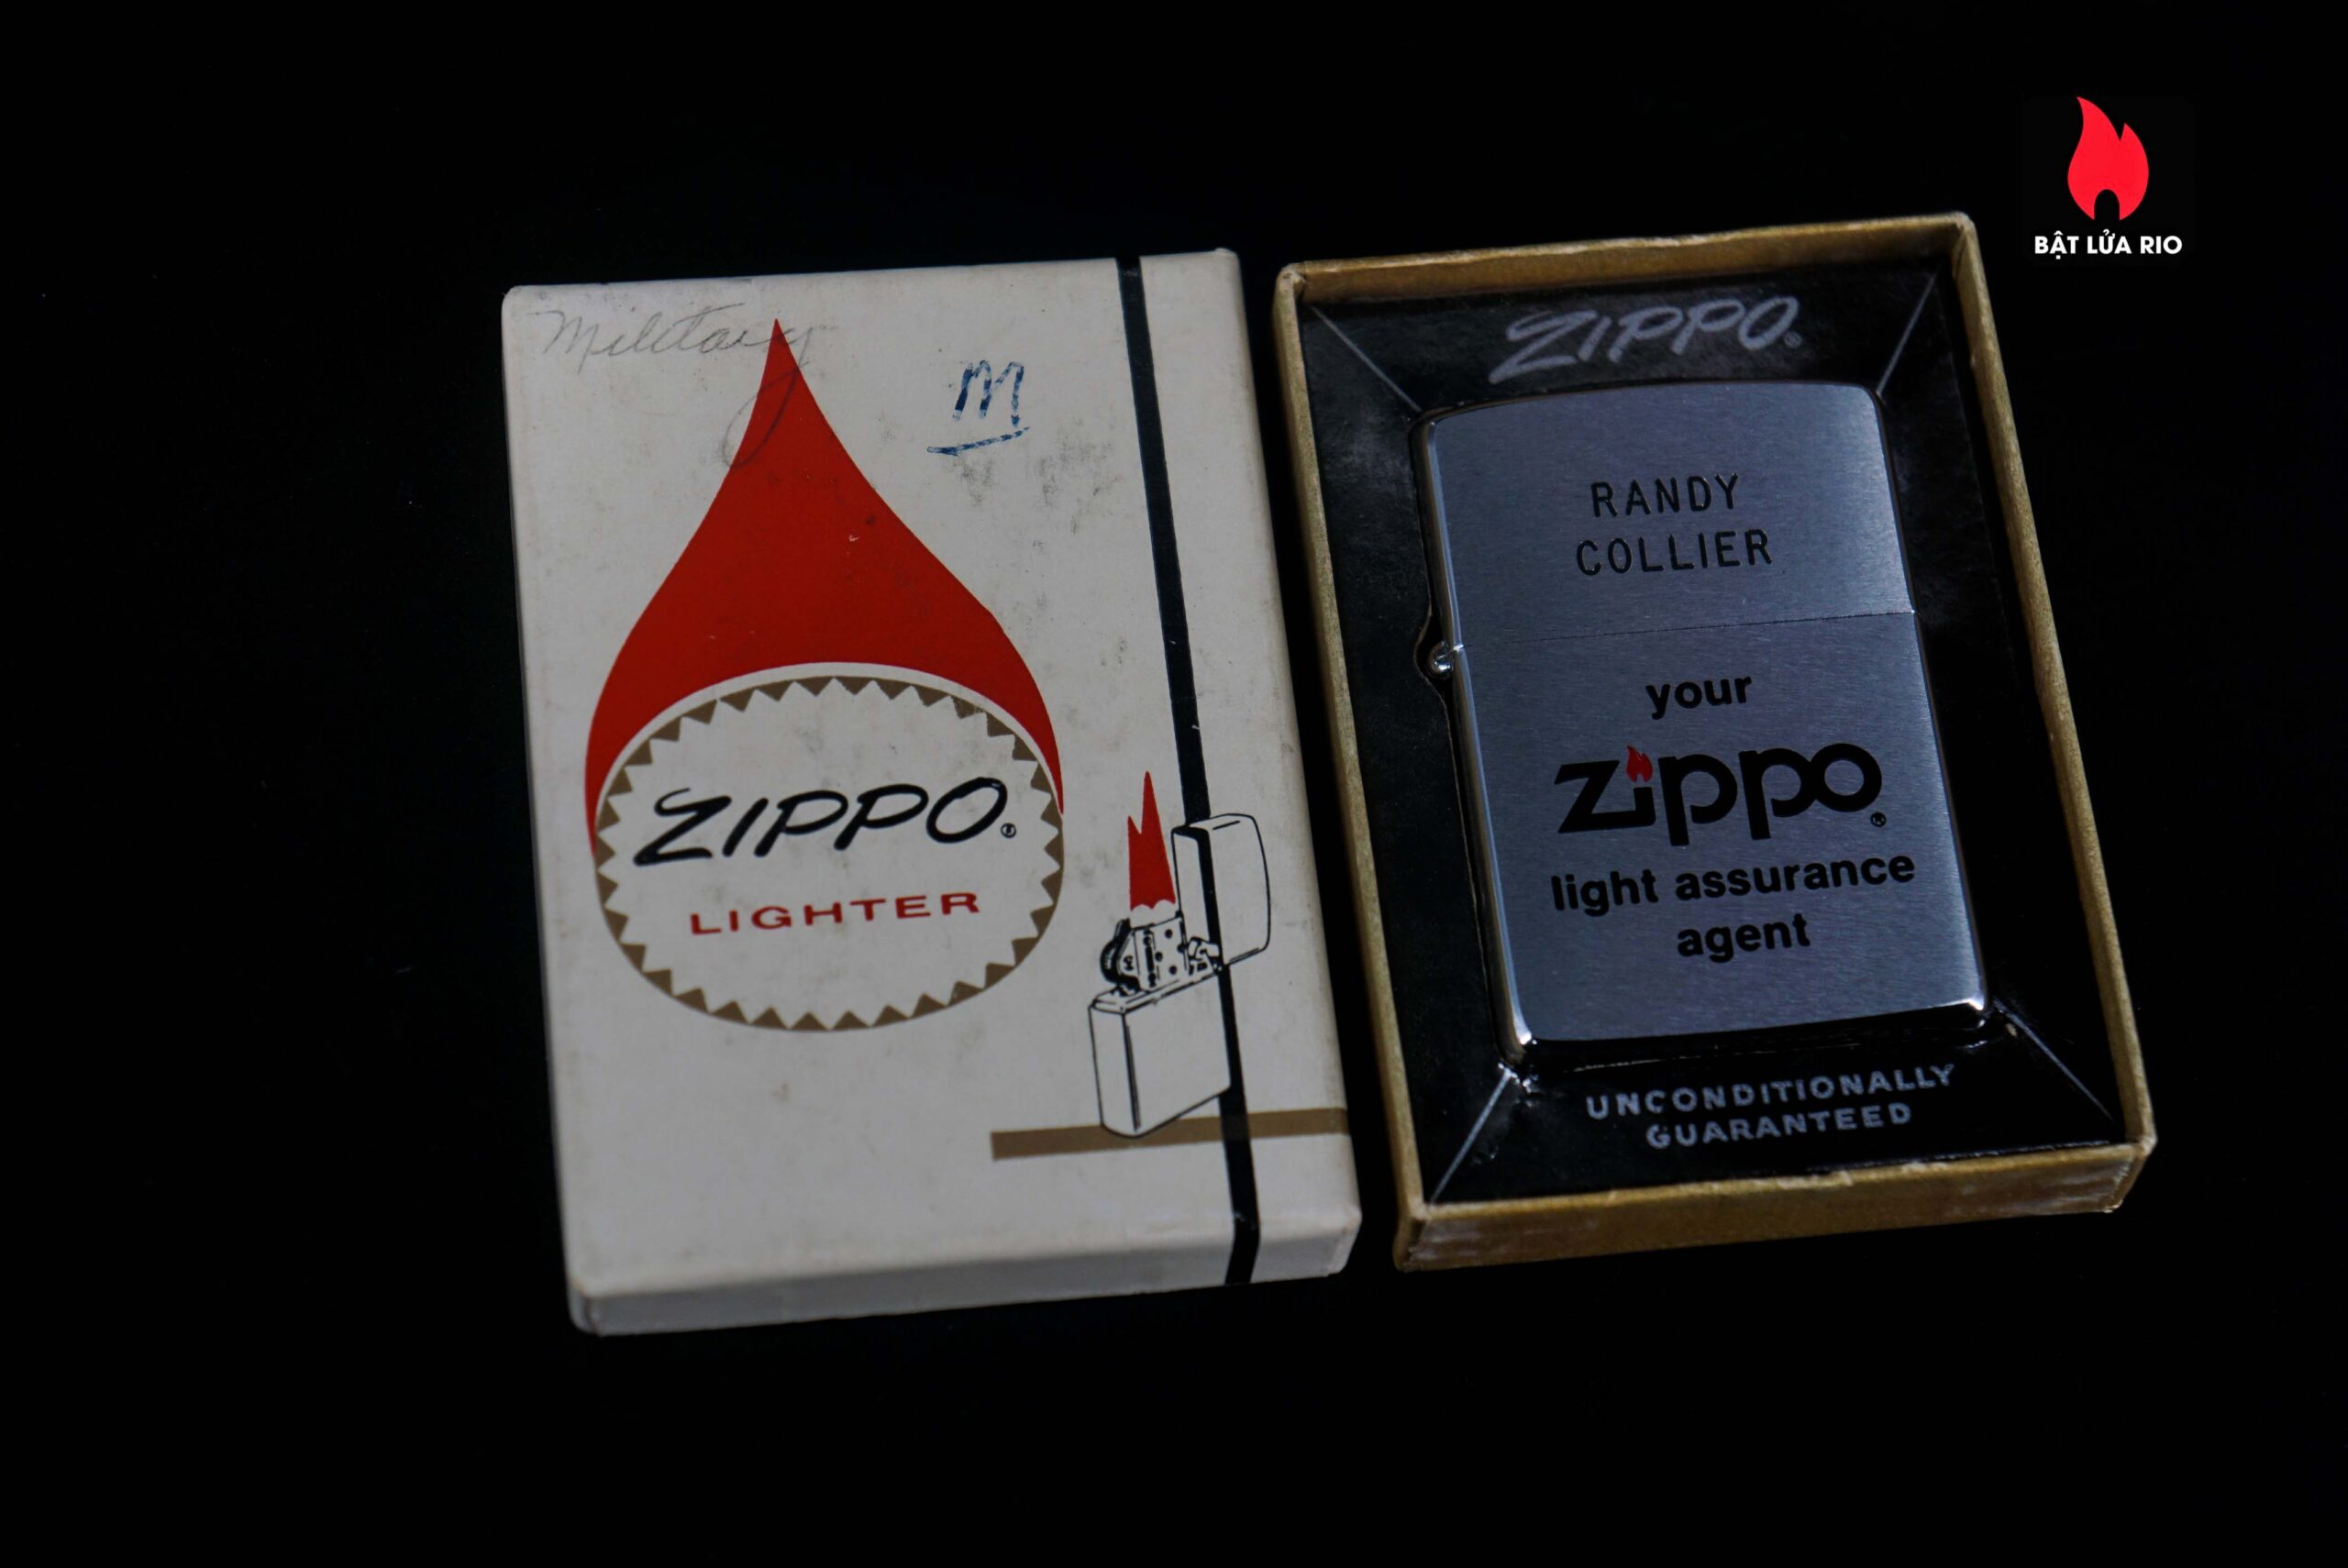 BẬT LỬA RIO
Military
M
ZIPPO®
LIGHTER
ZIPPO®
RANDY
COLLIER
your
zippo®
light assurance
agent
UNCONDITIONALLY
GUARANTEED